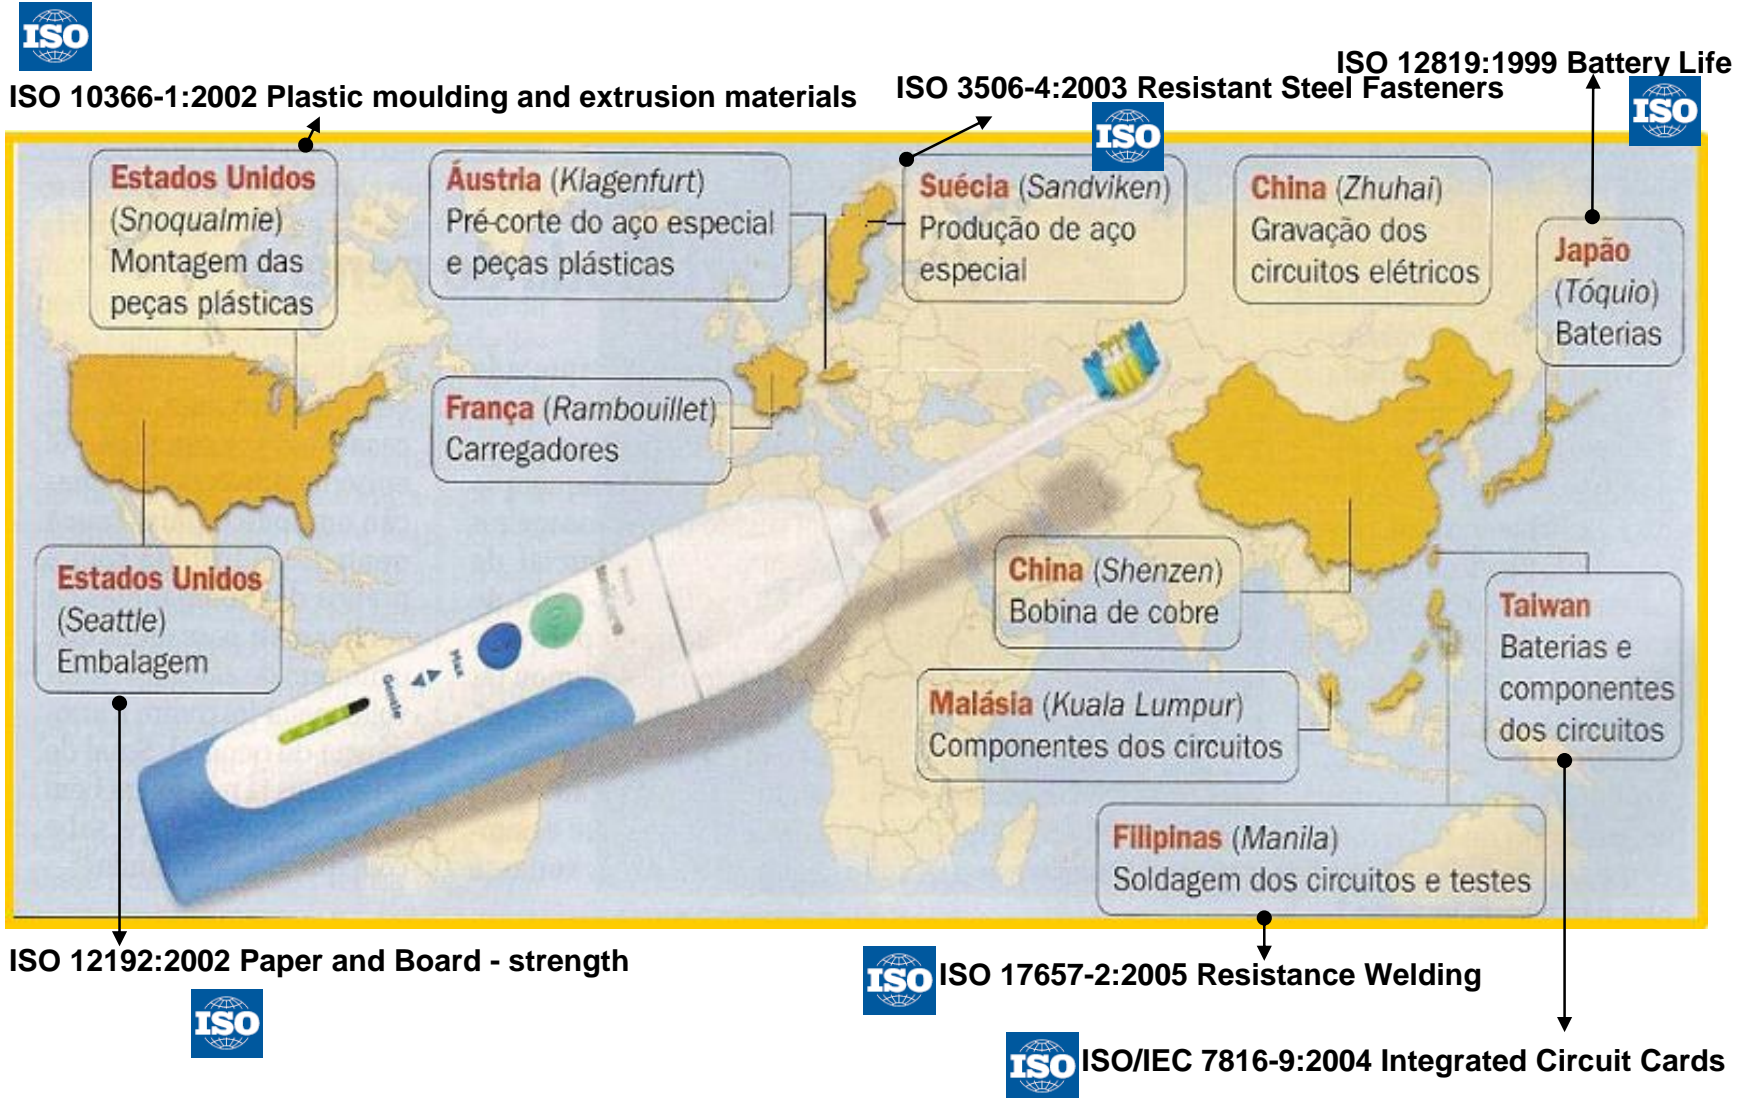 ISO
ISO 10366-1:2002 Plastic moulding and extrusion materials
ISO 3506-4:2003 Resistant Steel Fasteners
ISO
ISO 12819:1999 Battery Life
ISO
Estados Unidos
(Snoqualmie)
Montagem das
peças plásticas
Áustria (Klagenfurt)
Pré-corte do aço especial
e peças plásticas
Suécia (Sandviken)
Produção de aço
especial
China (Zhuhai)
Gravação dos
circuitos elétricos
Japão
(Tóquio)
Baterias
França (Rambouillet)
Carregadores
Estados Unidos
(Seattle)
Embalagem
Max
Gentle
China (Shenzen)
Bobina de cobre
Malásia (Kuala Lumpur)
Componentes dos circuitos
Taiwan
Baterias e
componentes
dos circuitos
Filipinas (Manila)
Soldagem dos circuitos e testes
ISO 12192:2002 Paper and Board - strength
ISO
ISO
ISO 17657-2:2005 Resistance Welding
ISO
ISO/IEC 7816-9:2004 Integrated Circuit Cards